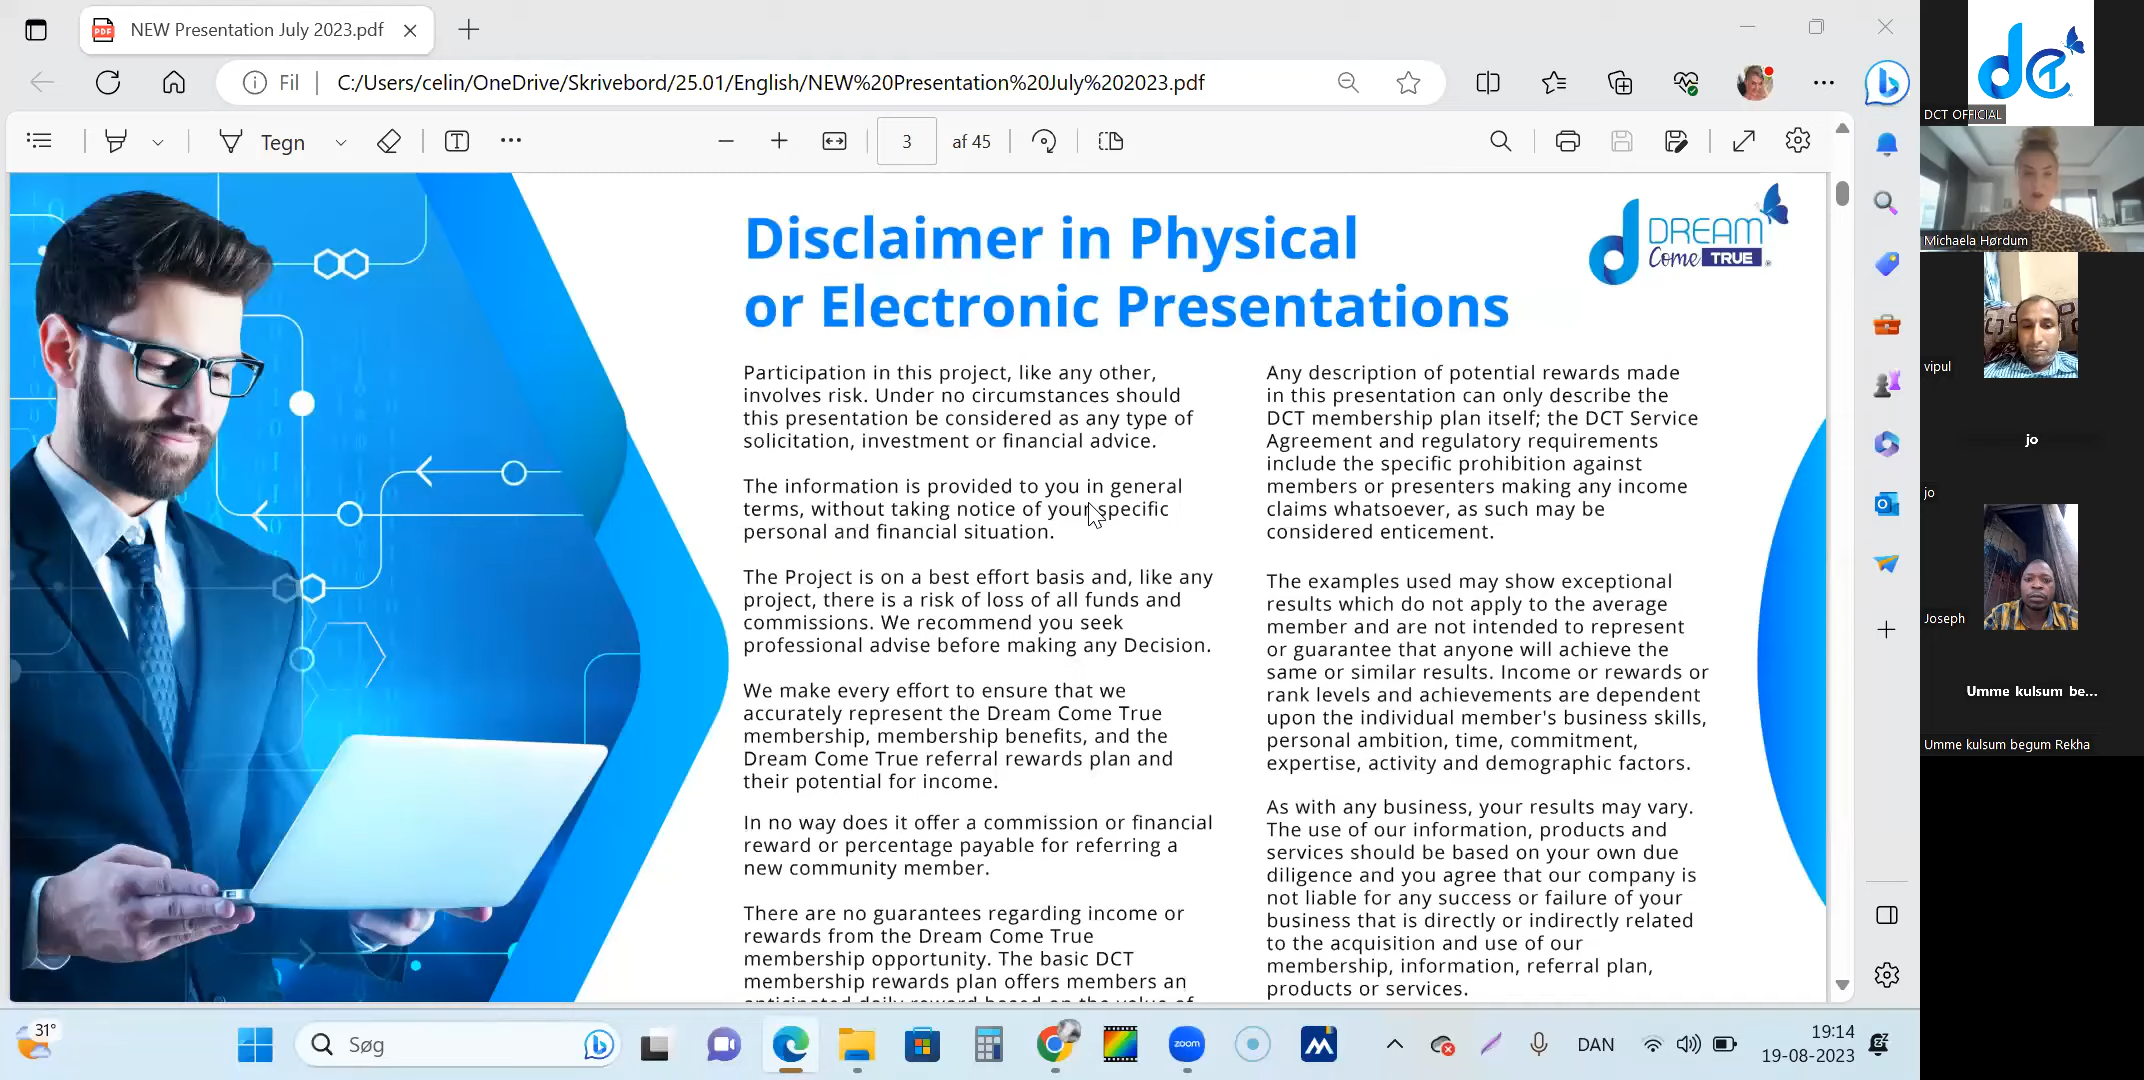 NEW Presentation July 2023.pdf
Fil
C:/Users/celin/OneDrive/Skrivebord/25.01/English/NEW%20Presentation%20July%202023.pdf
Tegn
3
af 45
Disclaimer in Physical
or Electronic Presentations
DREAM
Come TRUE
Participation in this project, like any other,
involves risk. Under no circumstances should
this presentation be considered as any type of
solicitation, investment or financial advice.
The information is provided to you in general
terms, without taking notice of your specific
personal and financial situation.
The Project is on a best effort basis and, like any
project, there is a risk of loss of all funds and
commissions. We recommend you seek
professional advise before making any Decision.
We make every effort to ensure that we
accurately represent the Dream Come True
membership, membership benefits, and the
Dream Come True referral rewards plan and
their potential for income.
In no way does it offer a commission or financial
reward or percentage payable for referring a
new community member.
There are no guarantees regarding income or
rewards from the Dream Come True
membership opportunity. The basic DCT
membership rewards plan offers members an
anticipated daily reward based on the value of
Any description of potential rewards made
in this presentation can only describe the
DCT membership plan itself; the DCT Service
Agreement and regulatory requirements
include the specific prohibition against
members or presenters making any income
claims whatsoever, as such may be
considered enticement.
The examples used may show exceptional
results which do not apply to the average
member and are not intended to represent
or guarantee that anyone will achieve the
same or similar results. Income or rewards or
rank levels and achievements are dependent
upon the individual member's business skills,
personal ambition, time, commitment,
expertise, activity and demographic factors.
As with any business, your results may vary.
The use of our information, products and
services should be based on your own due
diligence and you agree that our company is
not liable for any success or failure of your
business that is directly or indirectly related
to the acquisition and use of our
membership, information, referral plan,
products or services.
dct
DCT OFFICIAL
Michaela Hørdum
vipul
jo
jo
Joseph
Umme kulsum be...
Umme kulsum begum Rekha
31°
Søg
zoom
DAN
19:14
19-08-2023